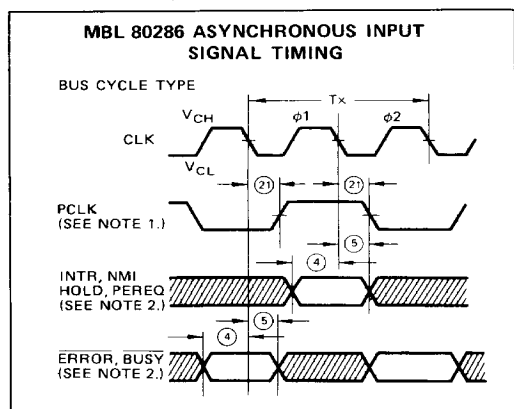 MBL 80286 ASYNCHRONOUS INPUT
SIGNAL TIMING
BUS CYCLE TYPE
Tx
VCH
φ1
φ2
CLK
VCL
21
21
PCLK
(SEE NOTE 1.)
5
4
INTR, NMI
HOLD, PEREQ
(SEE NOTE 2.)
4
5
ERROR, BUSY
(SEE NOTE 2.)